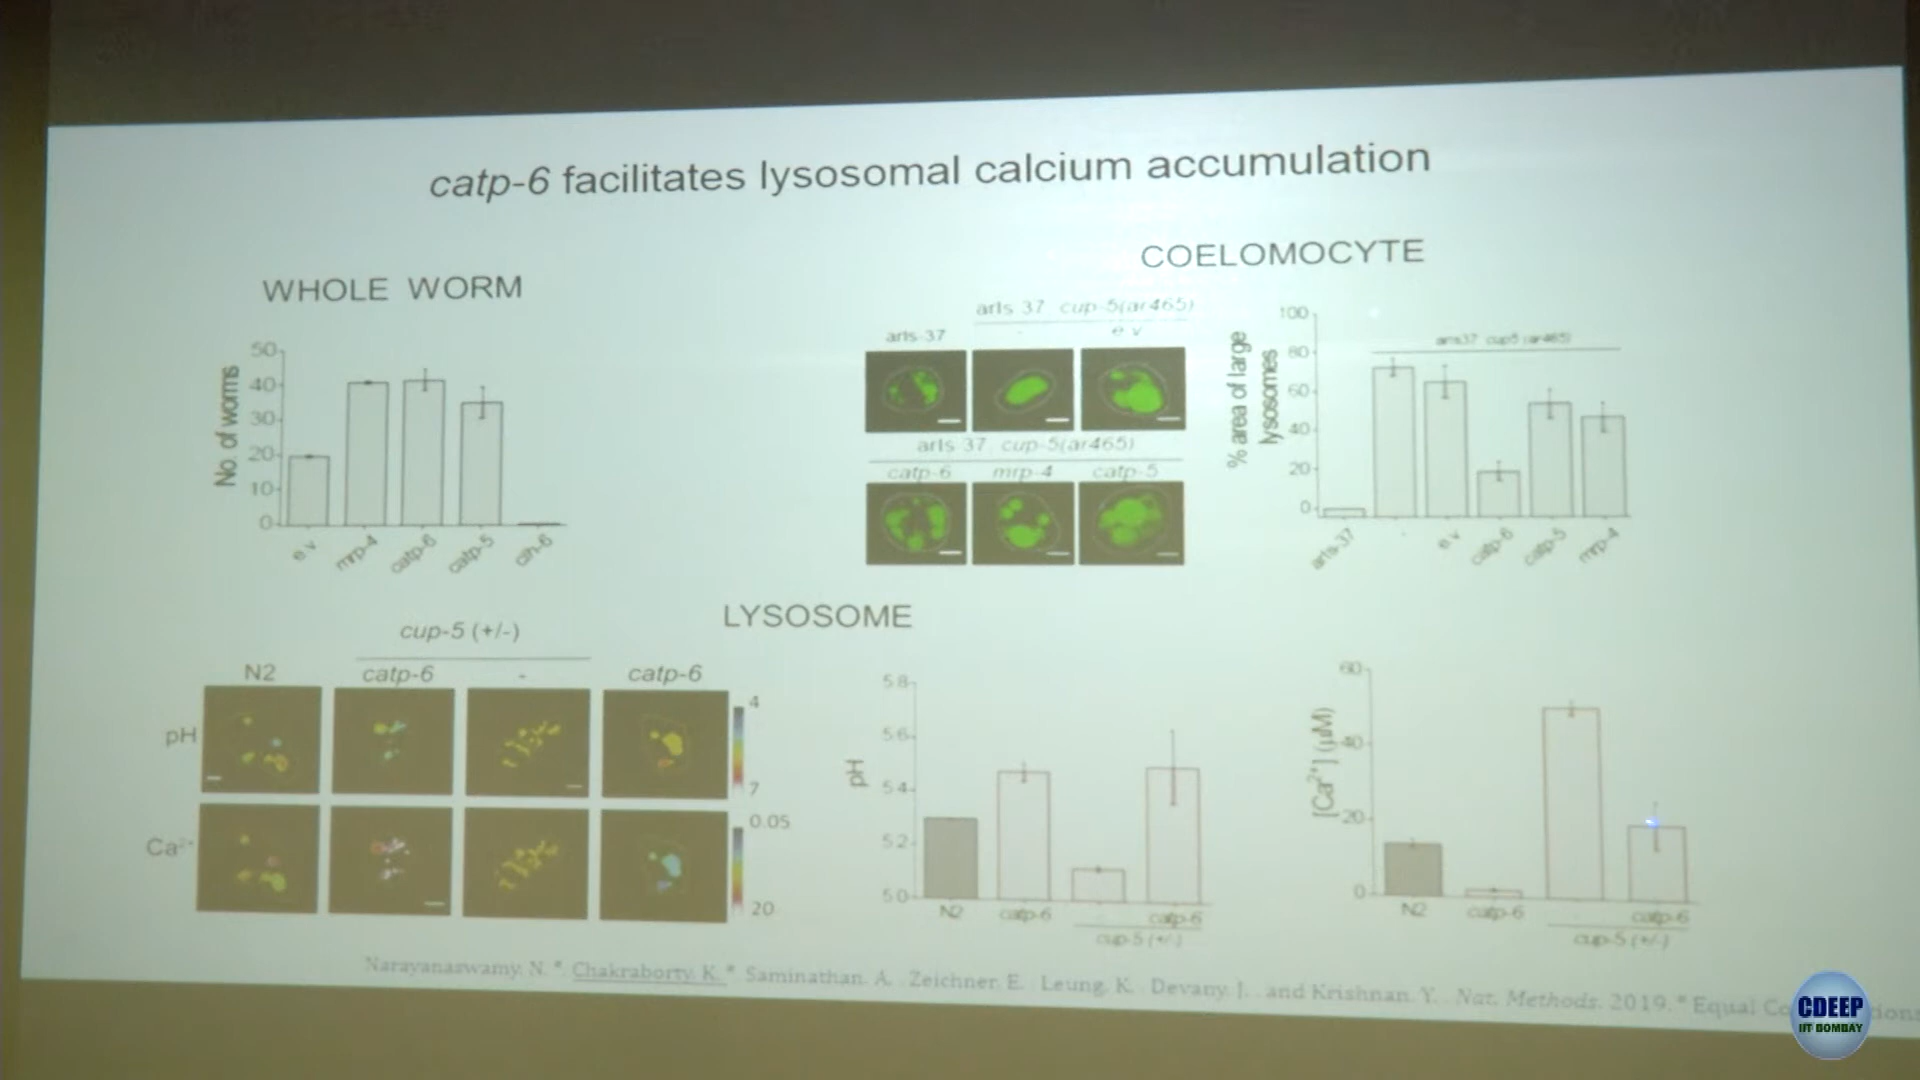 catp-6 facilitates lysosomal calcium accumulation
WHOLE WORM
No. of worms
50
40
30
20
10
0
e.v
mrp-4
catp-6
catp-5
clh-6
COELOMOCYTE
arIs 37 cup-5(ar465)
arIs 37
-
e.v
arIs 37 cup-5(ar465)
catp-6 mrp-4 catp-5
% area of large
lysosomes
100
80
60
40
20
0
arIs37 cup5 (ar465)
arIs-37
-
e.v
catp-6
catp-5
mrp-4
LYSOSOME
cup-5 (+/-)
N2 catp-6 - catp-6
pH
4
7
Ca²⁺
0.05
20
pH
5.8
5.6
5.4
5.2
5.0
N2 catp-6 catp-6
cup-5 (+/-)
[Ca²⁺] (μM)
60
40
20
0
N2 catp-6 catp-6
cup-5 (+/-)
Narayanaswamy. N.*. Chakraborty. K.* Saminathan. A. . Zeichner. E. . Leung. K. . Devany. J. . and Krishnan. Y. . Nat. Methods. 2019. * Equal
CDEEP
IIT BOMBAY